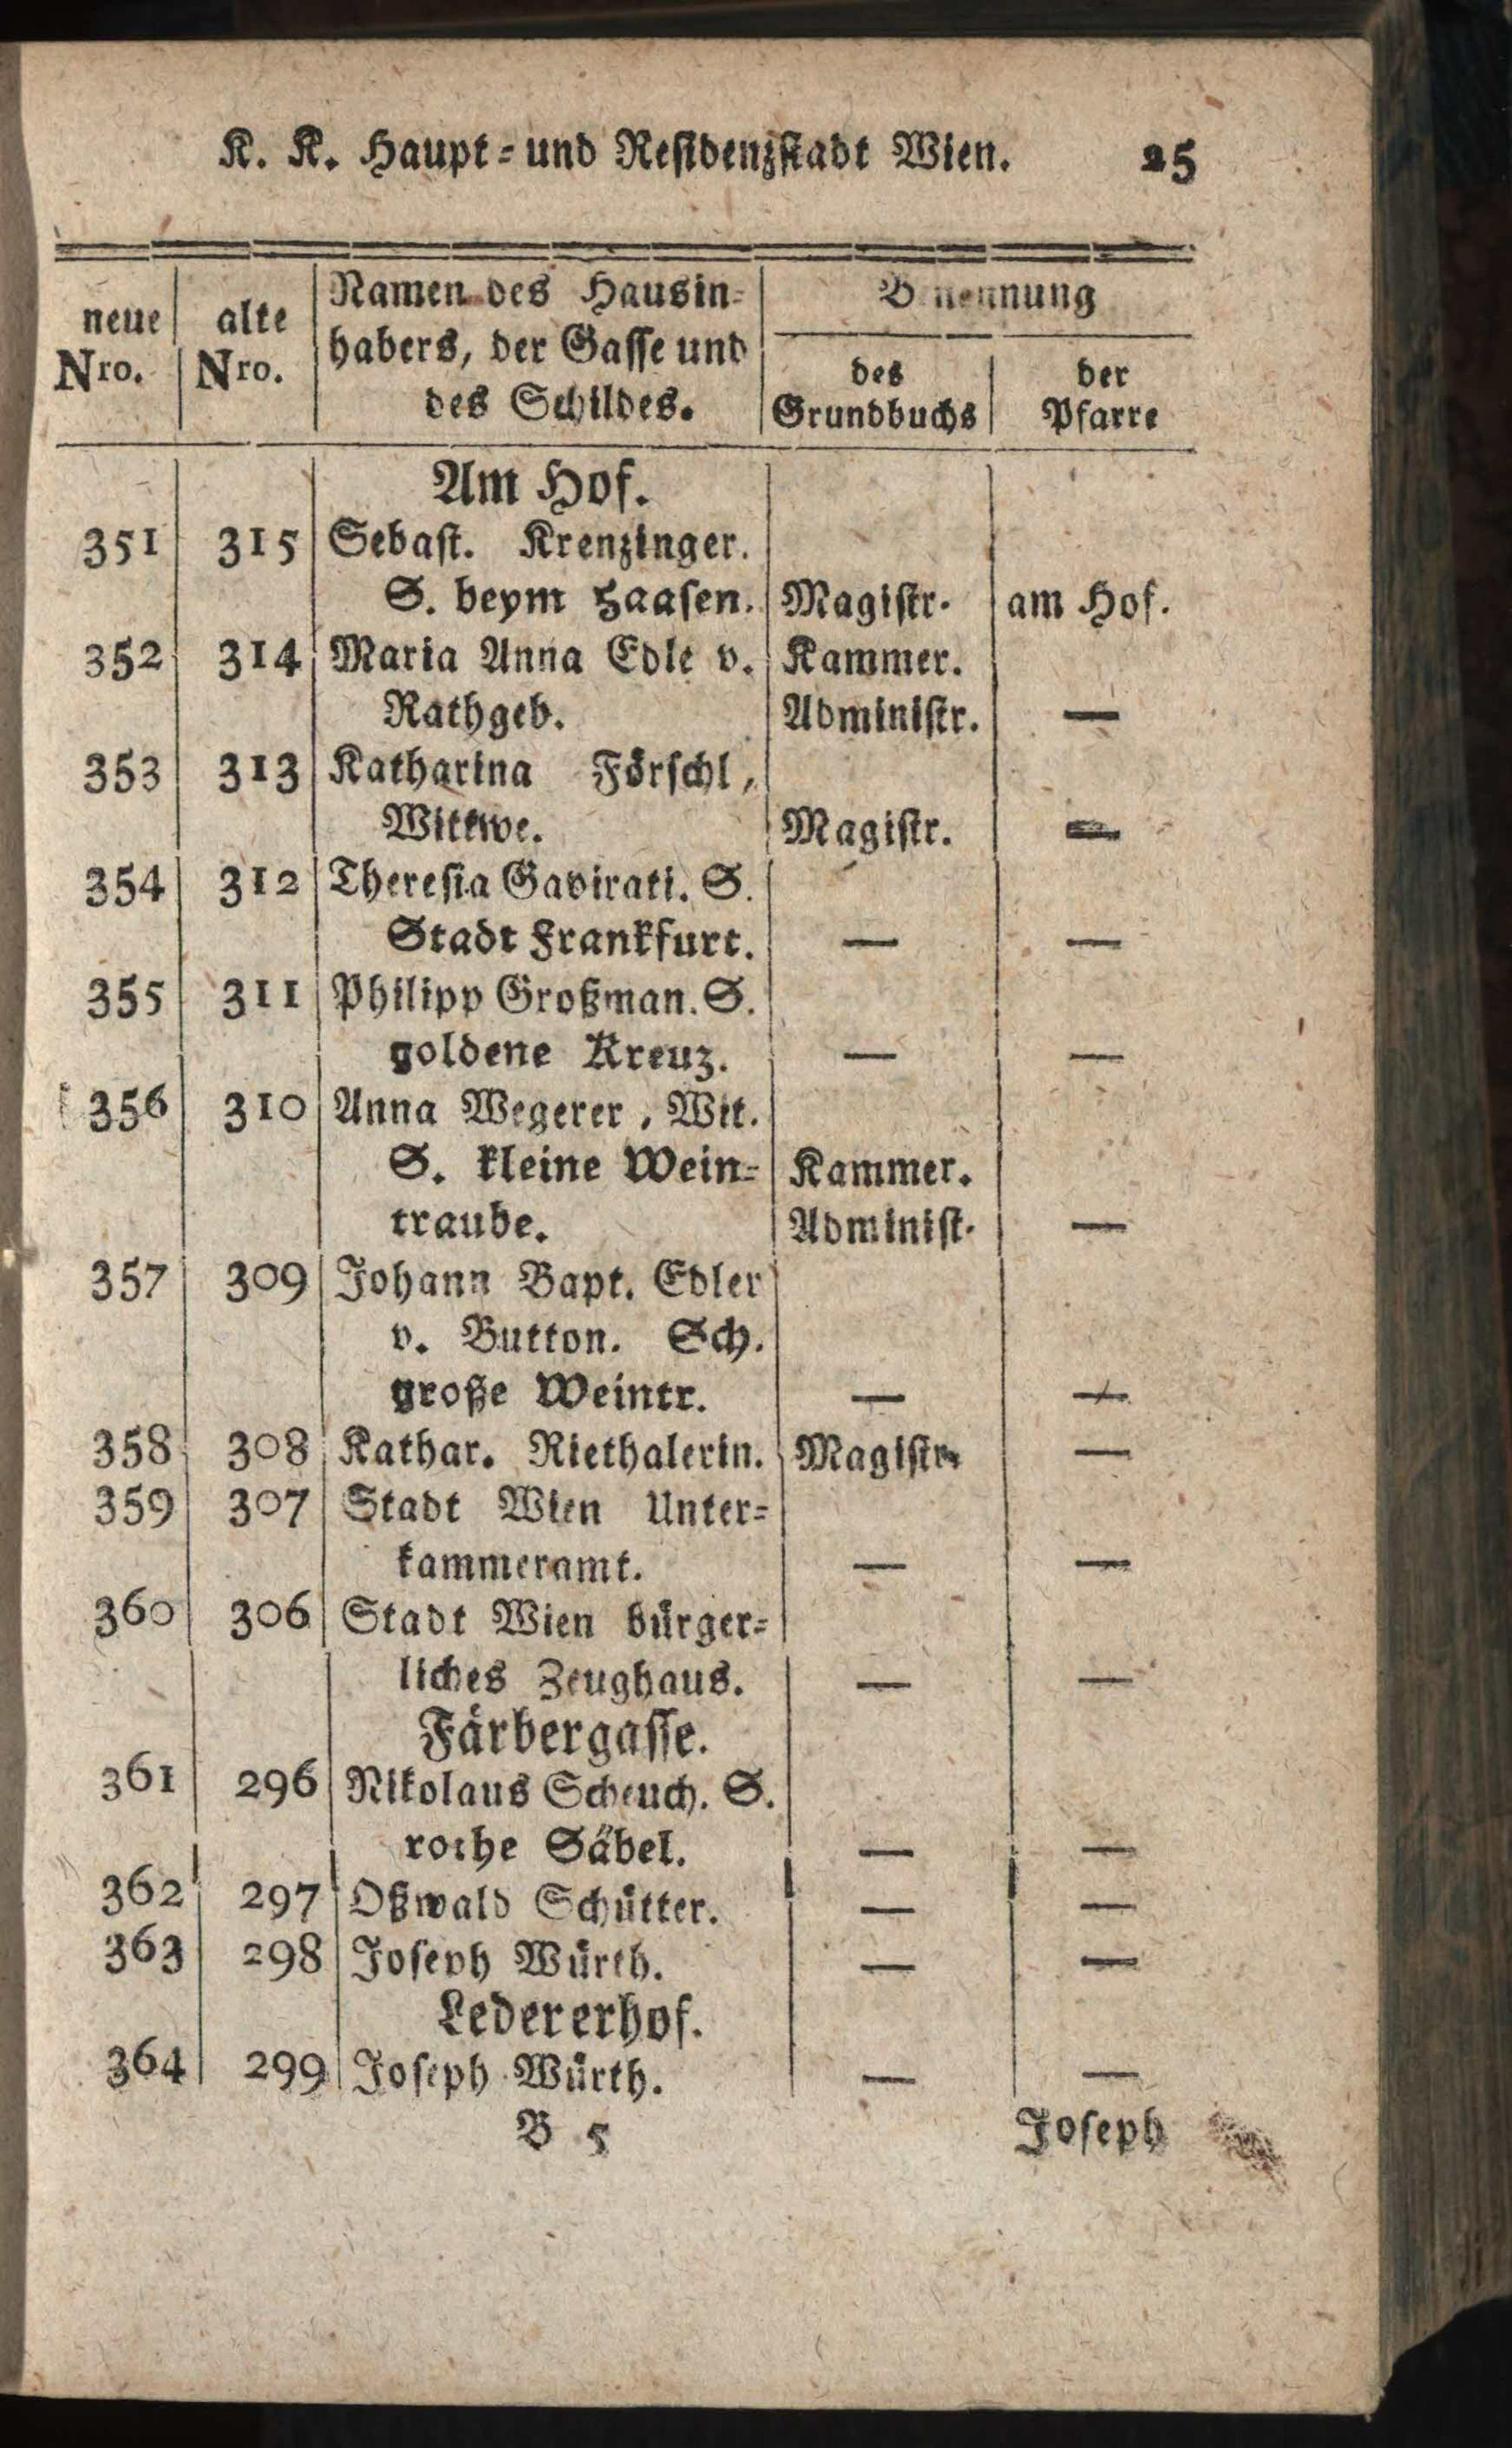 K. K. Haupt- und Residenzstadt Wien. 25
neue Nro. | alte Nro. | Namen des Hausin- | Benennung
habers, der Gasse und
des Schildes. | des Grundbuchs | der Pfarre
Am Hof.
351 315 Sebast. Krenzinger.
S. beym Haasen. Magistr. am Hof.
352 314 Maria Anna Edle v. Kammer.
Rathgeb. Administr. —
353 313 Katharina Förschl,
Wittwe. Magistr. —
354 312 Theresia Gavirati. S.
Stadt Frankfurt. — —
355 311 Philipp Großman. S.
goldene Kreuz. — —
356 310 Anna Wegerer, Wit.
S. kleine Wein- Kammer.
traube. Administ. —
357 309 Johann Bapt. Edler
v. Button. Sch.
große Weintr. — —
358 308 Kathar. Riethalerin. Magistr. —
359 307 Stadt Wien Unter-
kammeramt. — —
360 306 Stadt Wien bürger-
liches Zeughaus. — —
Färbergasse.
361 296 Nikolaus Scheuch. S.
rothe Säbel. — —
362 297 Oßwald Schütter. — —
363 298 Joseph Würth. — —
Ledererhof.
364 299 Joseph Würth. — —
B 5 Joseph